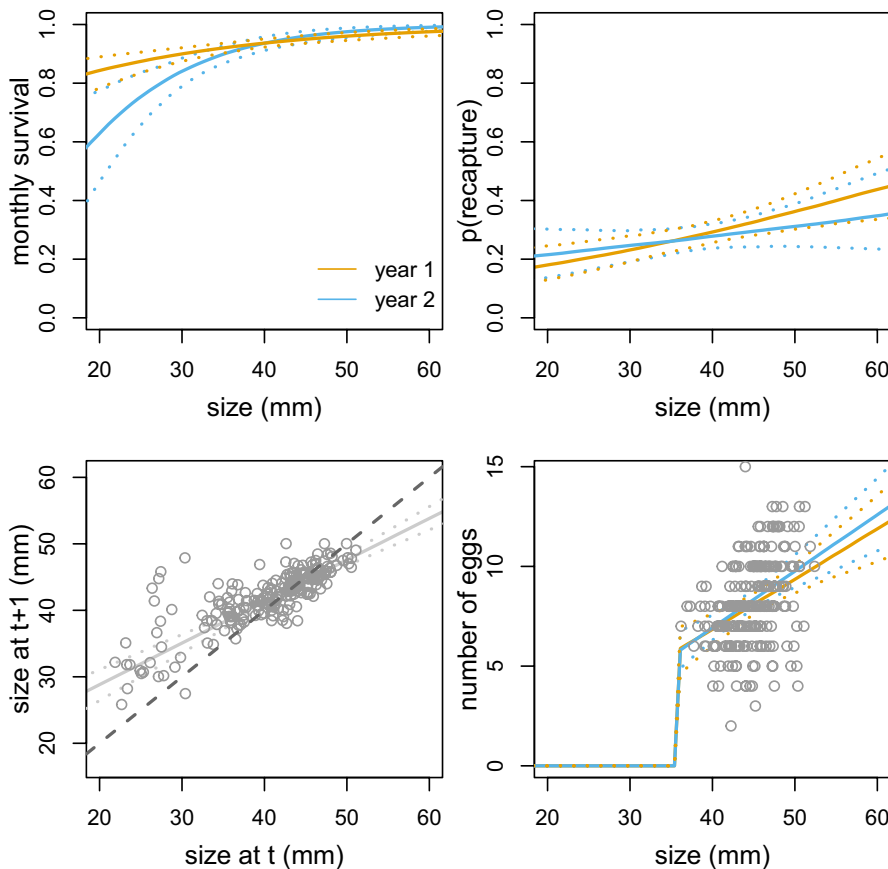 monthly survival
0.0 0.2 0.4 0.6 0.8 1.0
year 1
year 2
20 30 40 50 60
size (mm)
p(recapture)
0.0 0.2 0.4 0.6 0.8 1.0
20 30 40 50 60
size (mm)
size at t+1 (mm)
20 30 40 50 60
20 30 40 50 60
size at t (mm)
number of eggs
0 5 10 15
20 30 40 50 60
size (mm)